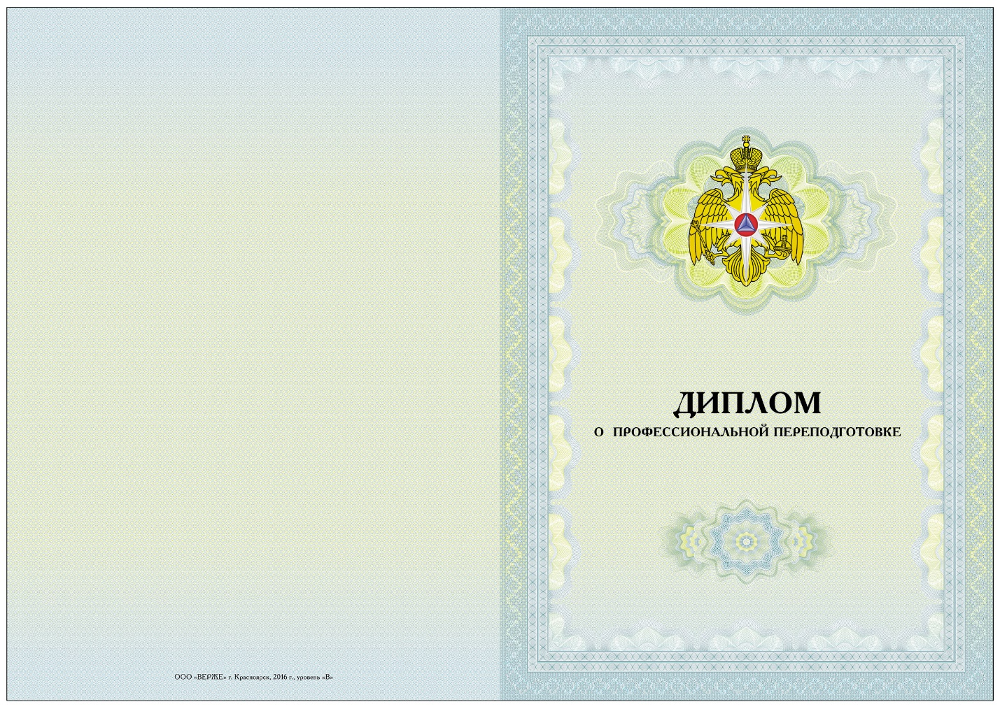 ДИПЛОМ
О ПРОФЕССИОНАЛЬНОЙ ПЕРЕПОДГОТОВКЕ
ООО «ВЕРЖЕ» г. Красноярск, 2016 г., уровень «В»